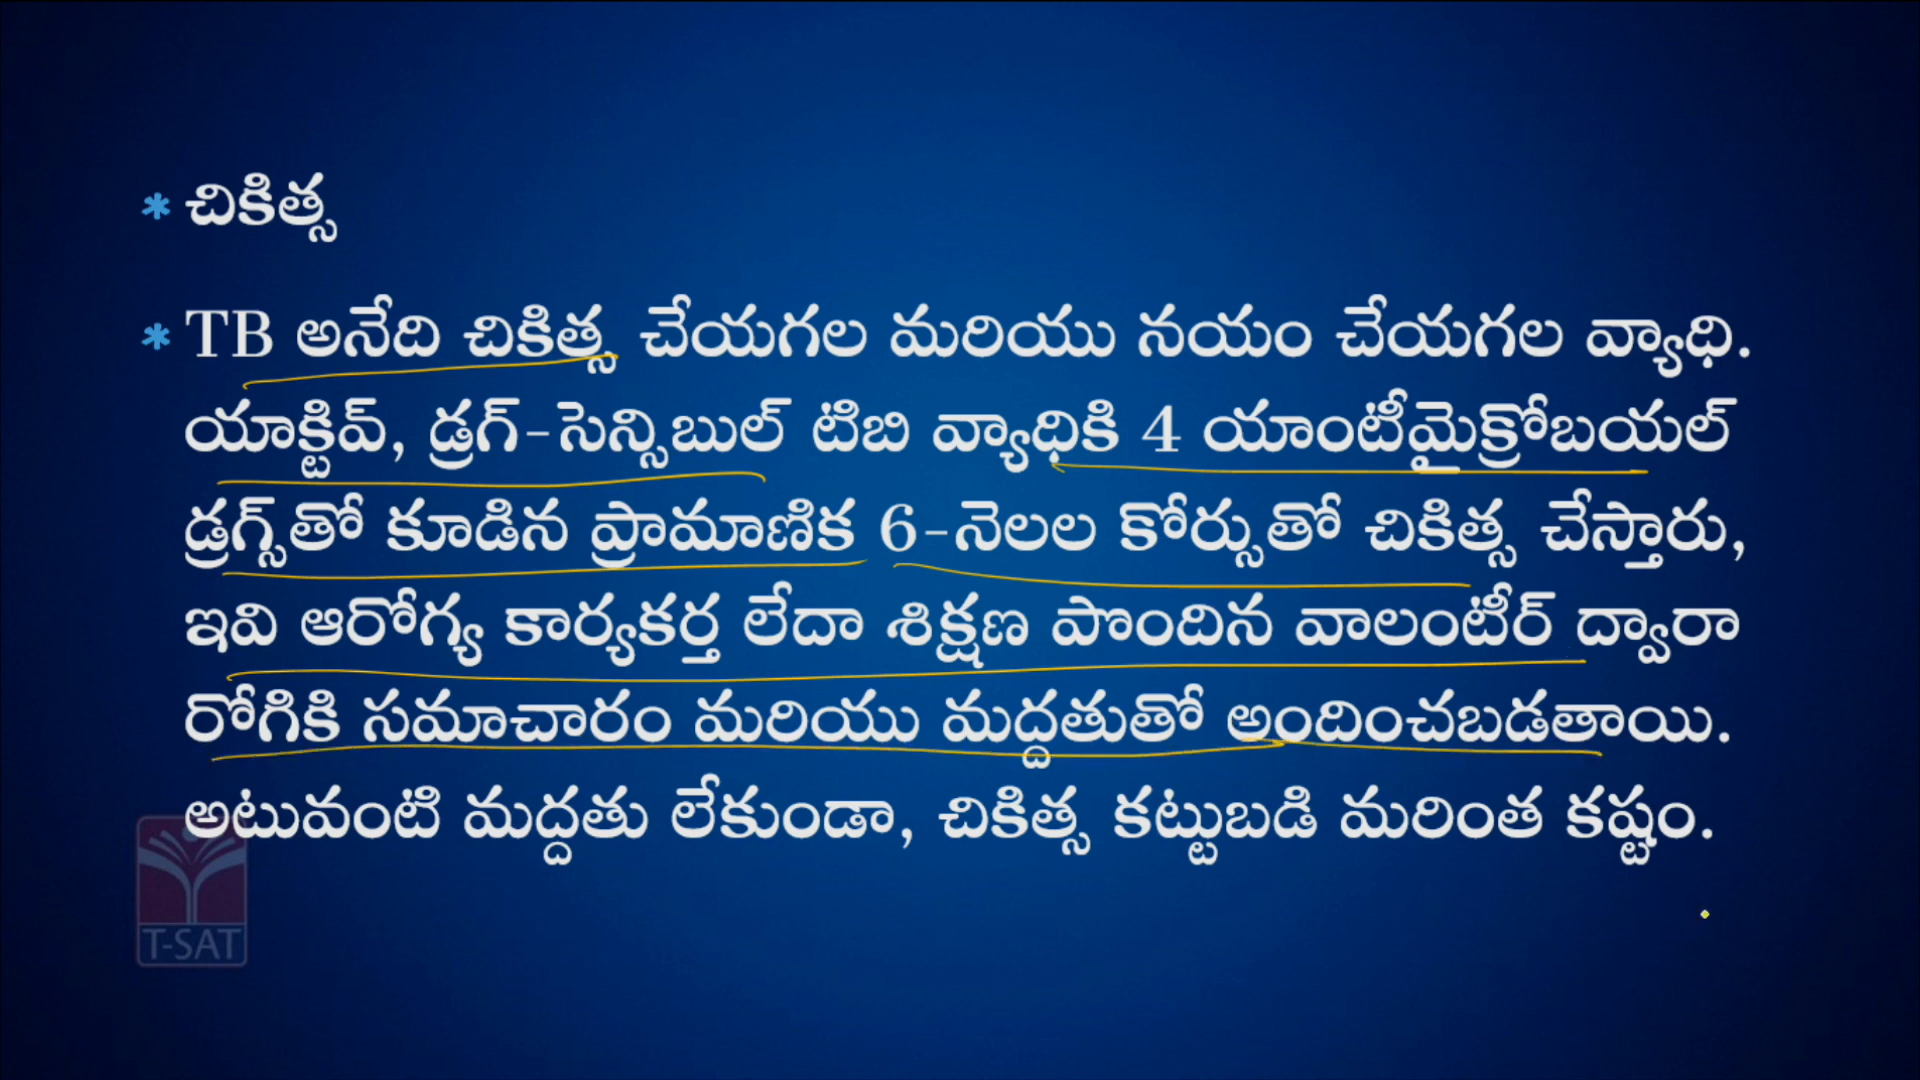 * చికిత్స
* TB అనేది చికిత్స చేయగల మరియు నయం చేయగల వ్యాధి.
యాక్టివ్, డ్రగ్-సెన్సిబుల్ టిబి వ్యాధికి 4 యాంటీమైక్రోబయల్
డ్రగ్స్‌తో కూడిన ప్రామాణిక 6-నెలల కోర్సుతో చికిత్స చేస్తారు,
ఇవి ఆరోగ్య కార్యకర్త లేదా శిక్షణ పొందిన వాలంటీర్ ద్వారా
రోగికి సమాచారం మరియు మద్దతుతో అందించబడతాయి.
అటువంటి మద్దతు లేకుండా, చికిత్స కట్టుబడి మరింత కష్టం.
T-SAT